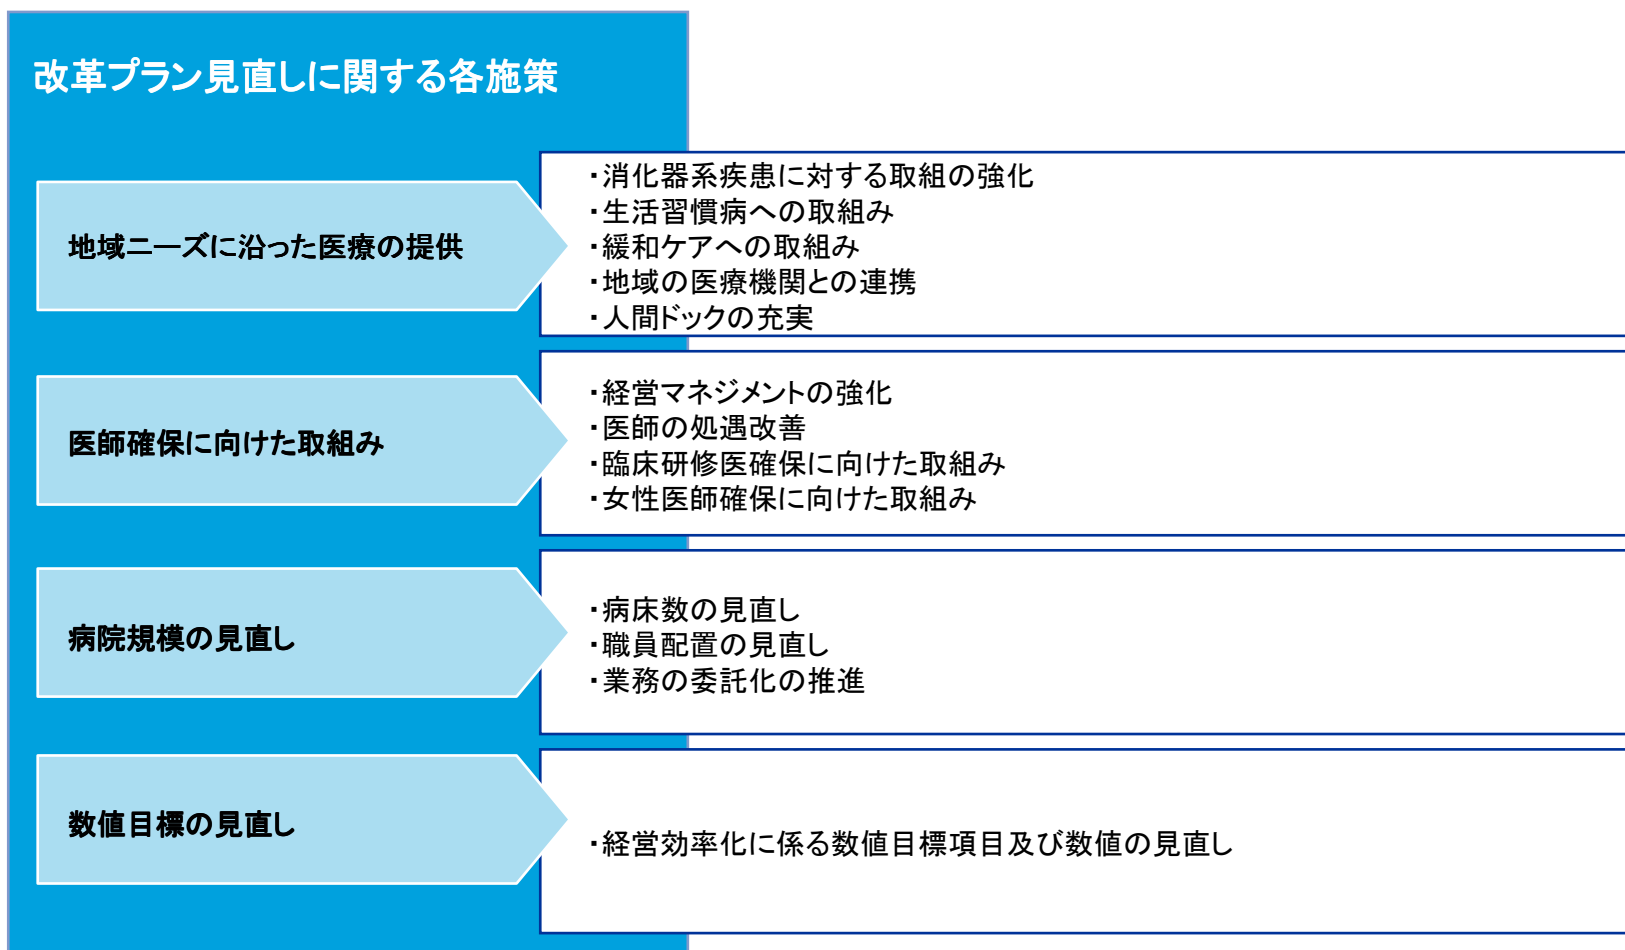 改革プラン見直しに関する各施策
地域ニーズに沿った医療の提供
・消化器系疾患に対する取組の強化
・生活習慣病への取組み
・緩和ケアへの取組み
・地域の医療機関との連携
・人間ドックの充実
医師確保に向けた取組み
・経営マネジメントの強化
・医師の処遇改善
・臨床研修医確保に向けた取組み
・女性医師確保に向けた取組み
病院規模の見直し
・病床数の見直し
・職員配置の見直し
・業務の委託化の推進
数値目標の見直し
・経営効率化に係る数値目標項目及び数値の見直し